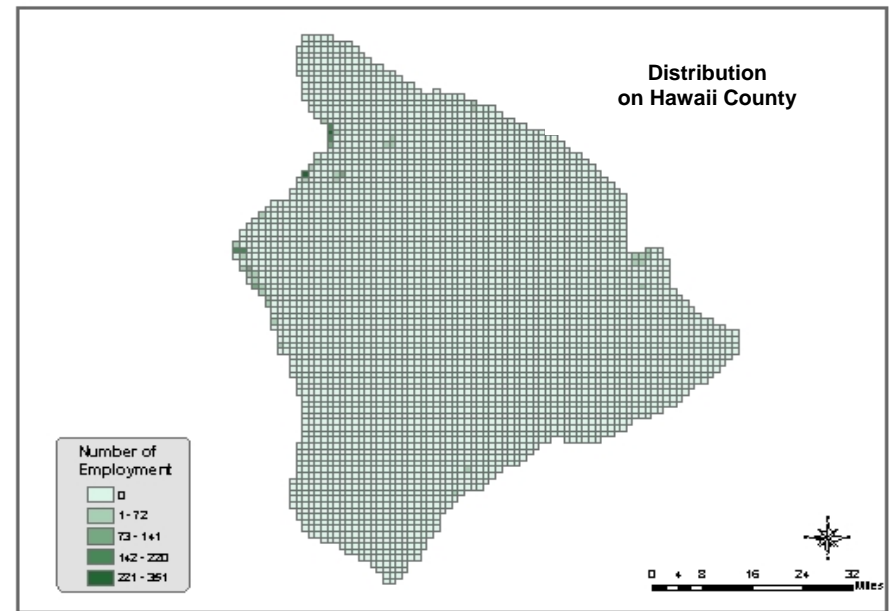 Distribution
on Hawaii County
Number of
Employment
0
1 - 72
73 - 141
142 - 220
221 - 351
0 4 8 16 24 32
Miles